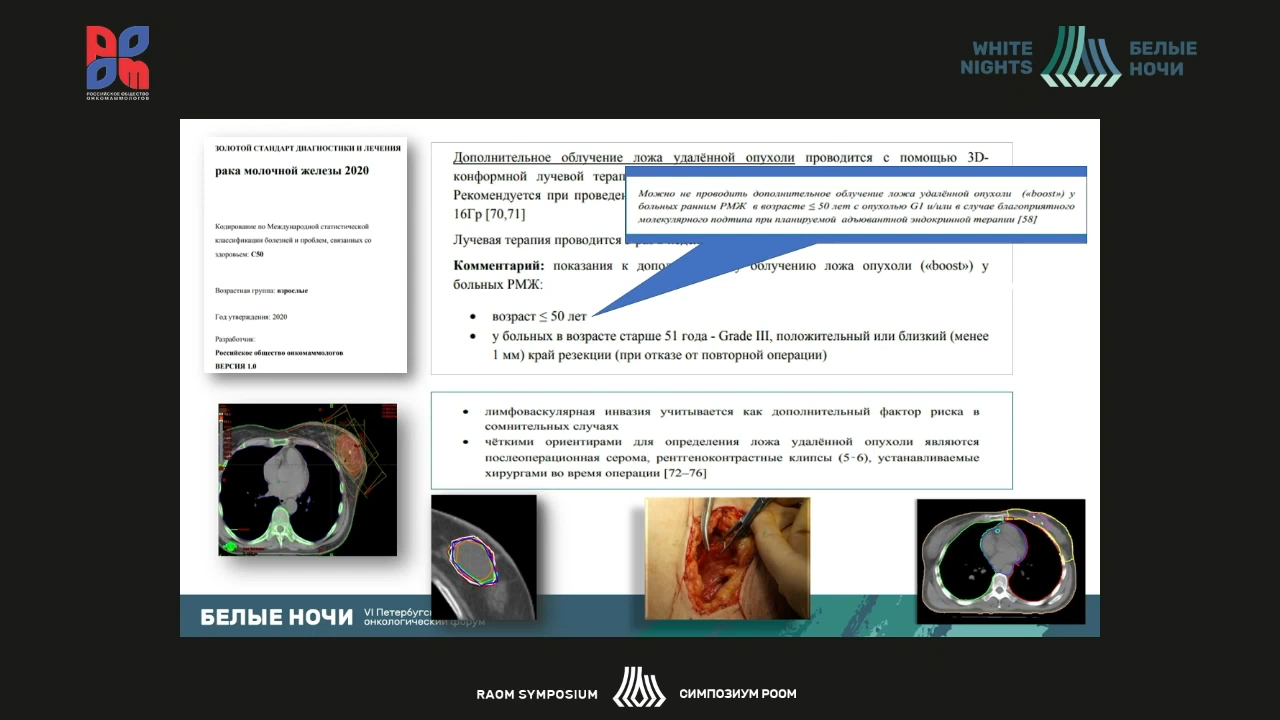 РОССИЙСКОЕ ОБЩЕСТВО
ОНКОМАММОЛОГОВ
WHITE
NIGHTS
БЕЛЫЕ
НОЧИ
ЗОЛОТОЙ СТАНДАРТ ДИАГНОСТИКИ И ЛЕЧЕНИЯ
рака молочной железы 2020
Кодирование по Международной статистической
классификации болезней и проблем, связанных со
здоровьем: C50
Возрастная группа: взрослые
Год утверждения: 2020
Разработчик:
Российское общество онкомаммологов
ВЕРСИЯ 1.0
Дополнительное облучение ложа удалённой опухоли проводится с помощью 3D-
конформной лучевой
Рекомендуется при
16Гр [70,71]
Лучевая терапия проводится
Можно не проводить дополнительное облучение ложа удалённой опухоли («boost») у
больных ранним РМЖ в возрасте ≤ 50 лет с опухолью G1 и/или в случае благоприятного
молекулярного подтипа при планируемой адъювантной эндокринной терапии [58]
Комментарий: показания к облучению ложа опухоли («boost») у
больных РМЖ:
• возраст ≤ 50 лет
• у больных в возрасте старше 51 года - Grade III, положительный или близкий (менее
1 мм) край резекции (при отказе от повторной операции)
• лимфоваскулярная инвазия учитывается как дополнительный фактор риска в
сомнительных случаях
• чёткими ориентирами для определения ложа удалённой опухоли являются
послеоперационная серома, рентгеноконтрастные клипсы (5-6), устанавливаемые
хирургами во время операции [72–76]
БЕЛЫЕ НОЧИ
VI
онкологический форум
RAOM SYMPOSIUM
СИМПОЗИУМ РООМ